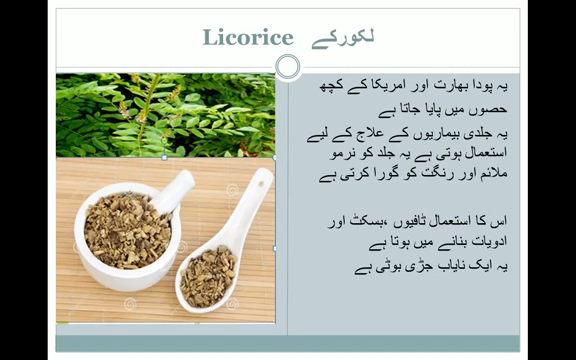 Licorice لکورکے
یہ پودا بھارت اور امریکا کے کچھ
حصوں میں پایا جاتا ہے
یہ جلدی بیماریوں کے علاج کے لیے
استعمال ہوتی ہے یہ جلد کو نرمو
ملائم اور رنگت کو گورا کرتی ہے
اس کا استعمال ٹافیوں ،بسکٹ اور
ادویات بنانے میں ہوتا ہے
یہ ایک نایاب جڑی بوٹی ہے